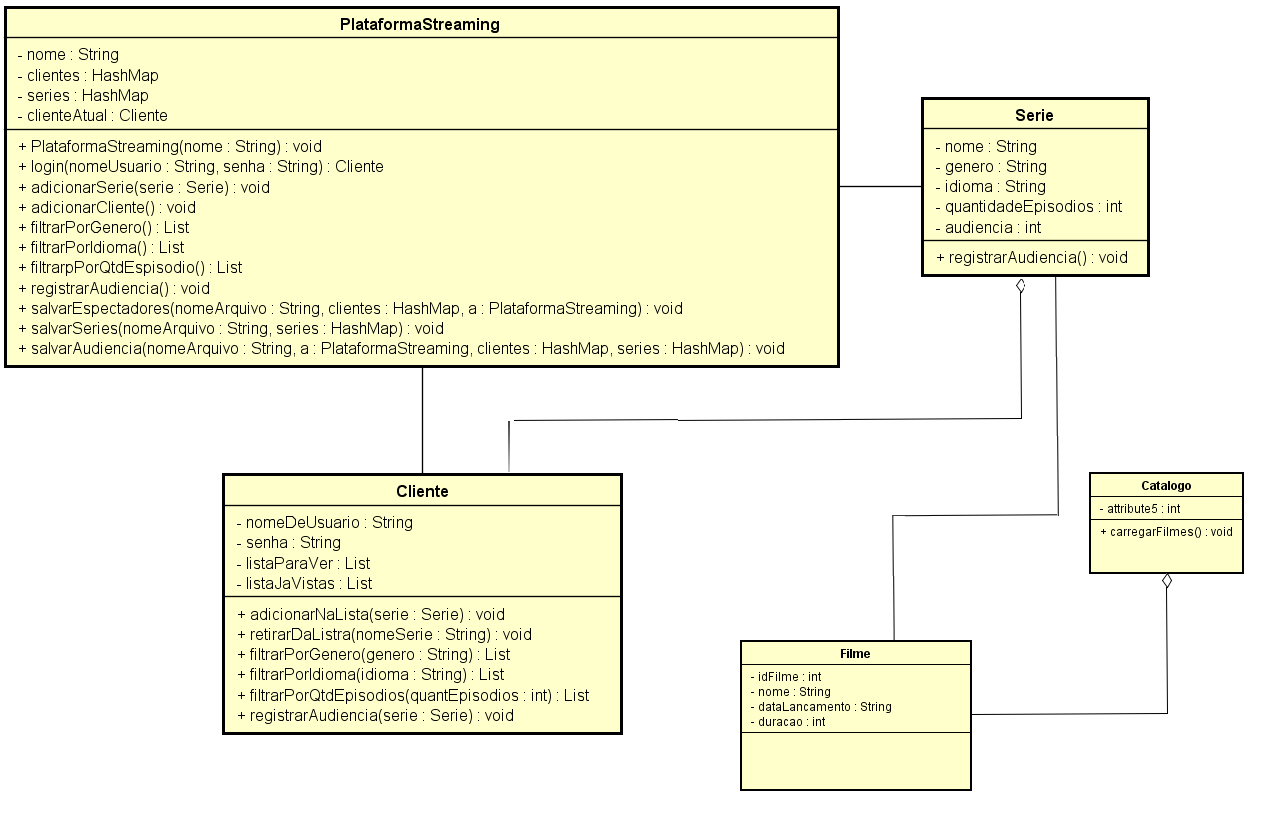 PlataformaStreaming
- nome : String
- clientes : HashMap
- series : HashMap
- clienteAtual : Cliente
+ PlataformaStreaming(nome : String) : void
+ login(nomeUsuario : String, senha : String) : Cliente
+ adicionarSerie(serie : Serie) : void
+ adicionarCliente() : void
+ filtrarPorGenero() : List
+ filtrarPorIdioma() : List
+ filtrarpPorQtdEspisodio() : List
+ registrarAudiencia() : void
+ salvarEspectadores(nomeArquivo : String, clientes : HashMap, a : PlataformaStreaming) : void
+ salvarSeries(nomeArquivo : String, series : HashMap) : void
+ salvarAudiencia(nomeArquivo : String, a : PlataformaStreaming, clientes : HashMap, series : HashMap) : void
Serie
- nome : String
- genero : String
- idioma : String
- quantidadeEpisodios : int
- audiencia : int
+ registrarAudiencia() : void
Cliente
- nomeDeUsuario : String
- senha : String
- listaParaVer : List
- listaJaVistas : List
+ adicionarNaLista(serie : Serie) : void
+ retirarDaListra(nomeSerie : String) : void
+ filtrarPorGenero(genero : String) : List
+ filtrarPorIdioma(idioma : String) : List
+ filtrarPorQtdEpisodios(quantEpisodios : int) : List
+ registrarAudiencia(serie : Serie) : void
Catalogo
- attribute5 : int
+ carregarFilmes() : void
Filme
- idFilme : int
- nome : String
- dataLancamento : String
- duracao : int